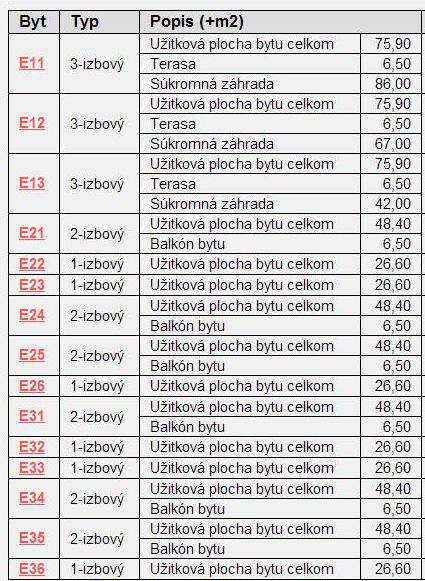 Byt Typ Popis (+m2)
E11 3-izbový Užitková plocha bytu celkom 75,90
Terasa 6,50
Súkromná záhrada 86,00
E12 3-izbový Užitková plocha bytu celkom 75,90
Terasa 6,50
Súkromná záhrada 67,00
E13 3-izbový Užitková plocha bytu celkom 75,90
Terasa 6,50
Súkromná záhrada 42,00
E21 2-izbový Užitková plocha bytu celkom 48,40
Balkón bytu 6,50
E22 1-izbový Užitková plocha bytu celkom 26,60
E23 1-izbový Užitková plocha bytu celkom 26,60
E24 2-izbový Užitková plocha bytu celkom 48,40
Balkón bytu 6,50
E25 2-izbový Užitková plocha bytu celkom 48,40
Balkón bytu 6,50
E26 1-izbový Užitková plocha bytu celkom 26,60
E31 2-izbový Užitková plocha bytu celkom 48,40
Balkón bytu 6,50
E32 1-izbový Užitková plocha bytu celkom 26,60
E33 1-izbový Užitková plocha bytu celkom 26,60
E34 2-izbový Užitková plocha bytu celkom 48,40
Balkón bytu 6,50
E35 2-izbový Užitková plocha bytu celkom 48,40
Balkón bytu 6,50
E36 1-izbový Užitková plocha bytu celkom 26,60